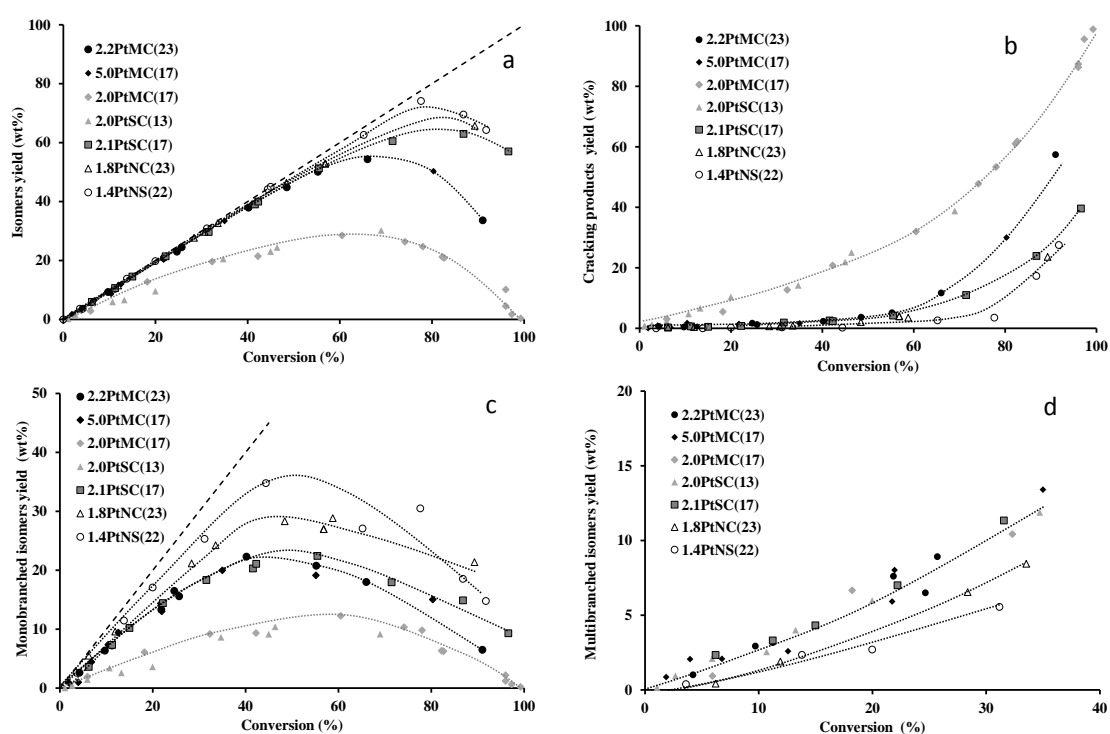 a
Isomers yield (wt%)
100
80
60
40
20
0
2.2PtMC(23)
5.0PtMC(17)
2.0PtMC(17)
2.0PtSC(13)
2.1PtSC(17)
1.8PtNC(23)
1.4PtNS(22)
0 20 40 60 80 100
Conversion (%)
b
Cracking products yield (wt%)
100
80
60
40
20
0
2.2PtMC(23)
5.0PtMC(17)
2.0PtMC(17)
2.0PtSC(13)
2.1PtSC(17)
1.8PtNC(23)
1.4PtNS(22)
0 20 40 60 80 100
Conversion (%)
c
Monobranched isomers yield (wt%)
50
40
30
20
10
0
2.2PtMC(23)
5.0PtMC(17)
2.0PtMC(17)
2.0PtSC(13)
2.1PtSC(17)
1.8PtNC(23)
1.4PtNS(22)
0 20 40 60 80 100
Conversion (%)
d
Multibranched isomers yield (wt%)
20
15
10
5
0
2.2PtMC(23)
5.0PtMC(17)
2.0PtMC(17)
2.0PtSC(13)
2.1PtSC(17)
1.8PtNC(23)
1.4PtNS(22)
0 10 20 30 40
Conversion (%)